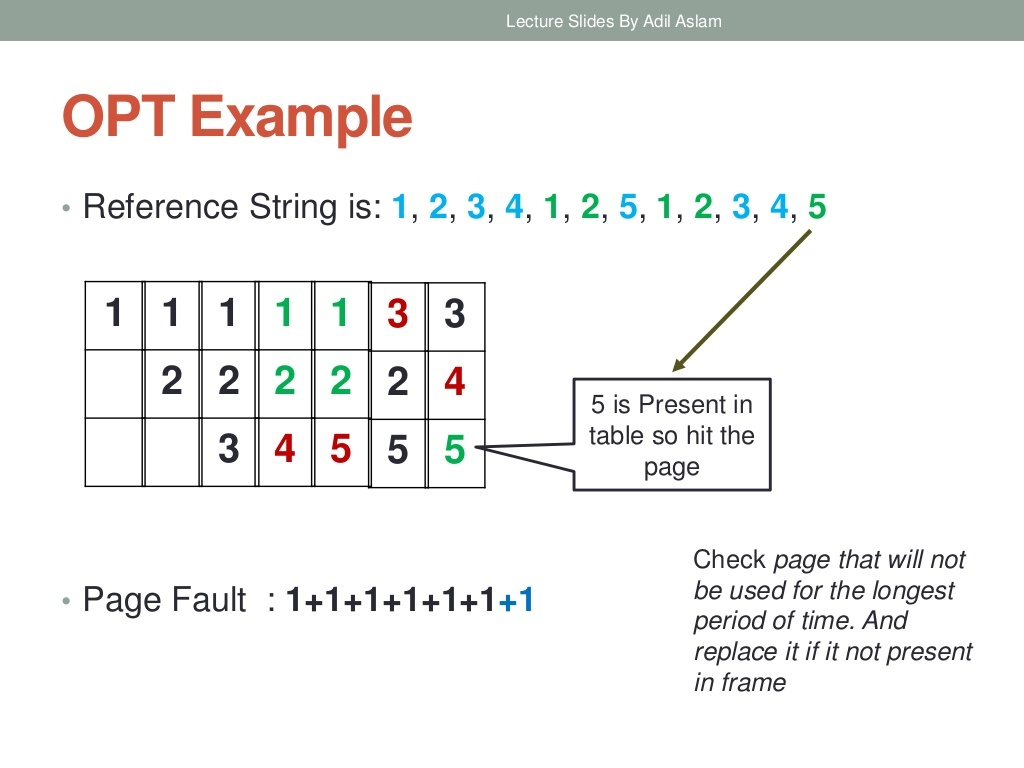 Lecture Slides By Adil Aslam
OPT Example
• Reference String is: 1, 2, 3, 4, 1, 2, 5, 1, 2, 3, 4, 5
1 1 1 1 1 3 3
2 2 2 2 2 4
3 4 5 5 5
5 is Present in
table so hit the
page
• Page Fault : 1+1+1+1+1+1+1
Check page that will not
be used for the longest
period of time. And
replace it if it not present
in frame